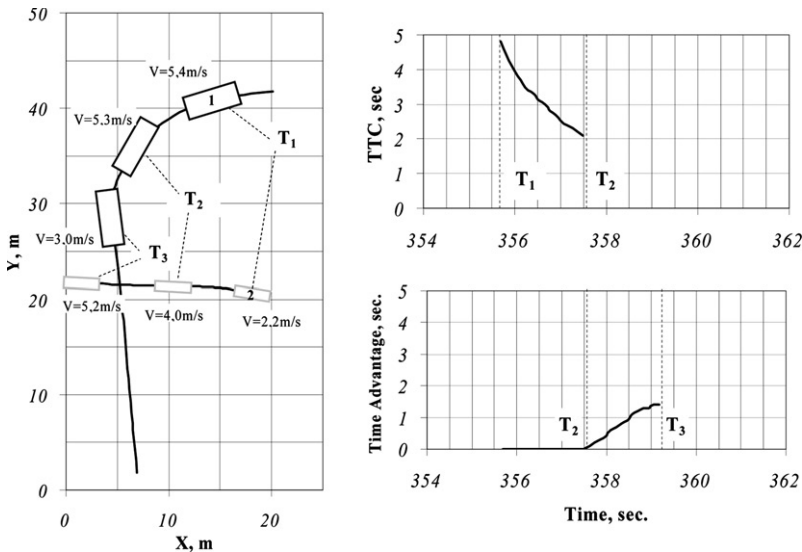 50
40
30
20
10
0
Y, m
0
10
20
X, m
V=5,4m/s
1
V=5,3m/s
T1
T2
V=3.0m/s
T3
2
V=5,2m/s
V=4,0m/s
V=2,2m/s
5
4
3
2
1
0
TTC, sec
T1
T2
354
356
358
360
362
5
4
3
2
1
0
Time Advantage, sec.
T2
T3
354
356
358
360
362
Time, sec.